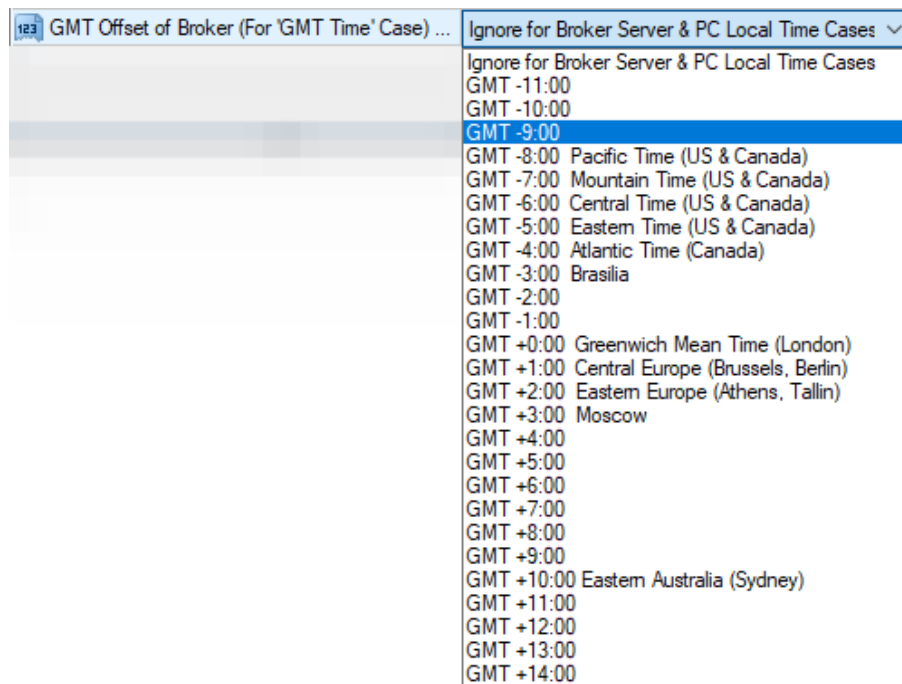 123 GMT Offset of Broker (For 'GMT Time' Case) ... Ignore for Broker Server & PC Local Time Cases
Ignore for Broker Server & PC Local Time Cases
GMT -11:00
GMT -10:00
GMT -9:00
GMT -8:00 Pacific Time (US & Canada)
GMT -7:00 Mountain Time (US & Canada)
GMT -6:00 Central Time (US & Canada)
GMT -5:00 Eastern Time (US & Canada)
GMT -4:00 Atlantic Time (Canada)
GMT -3:00 Brasilia
GMT -2:00
GMT -1:00
GMT +0:00 Greenwich Mean Time (London)
GMT +1:00 Central Europe (Brussels, Berlin)
GMT +2:00 Eastern Europe (Athens, Tallin)
GMT +3:00 Moscow
GMT +4:00
GMT +5:00
GMT +6:00
GMT +7:00
GMT +8:00
GMT +9:00
GMT +10:00 Eastern Australia (Sydney)
GMT +11:00
GMT +12:00
GMT +13:00
GMT +14:00